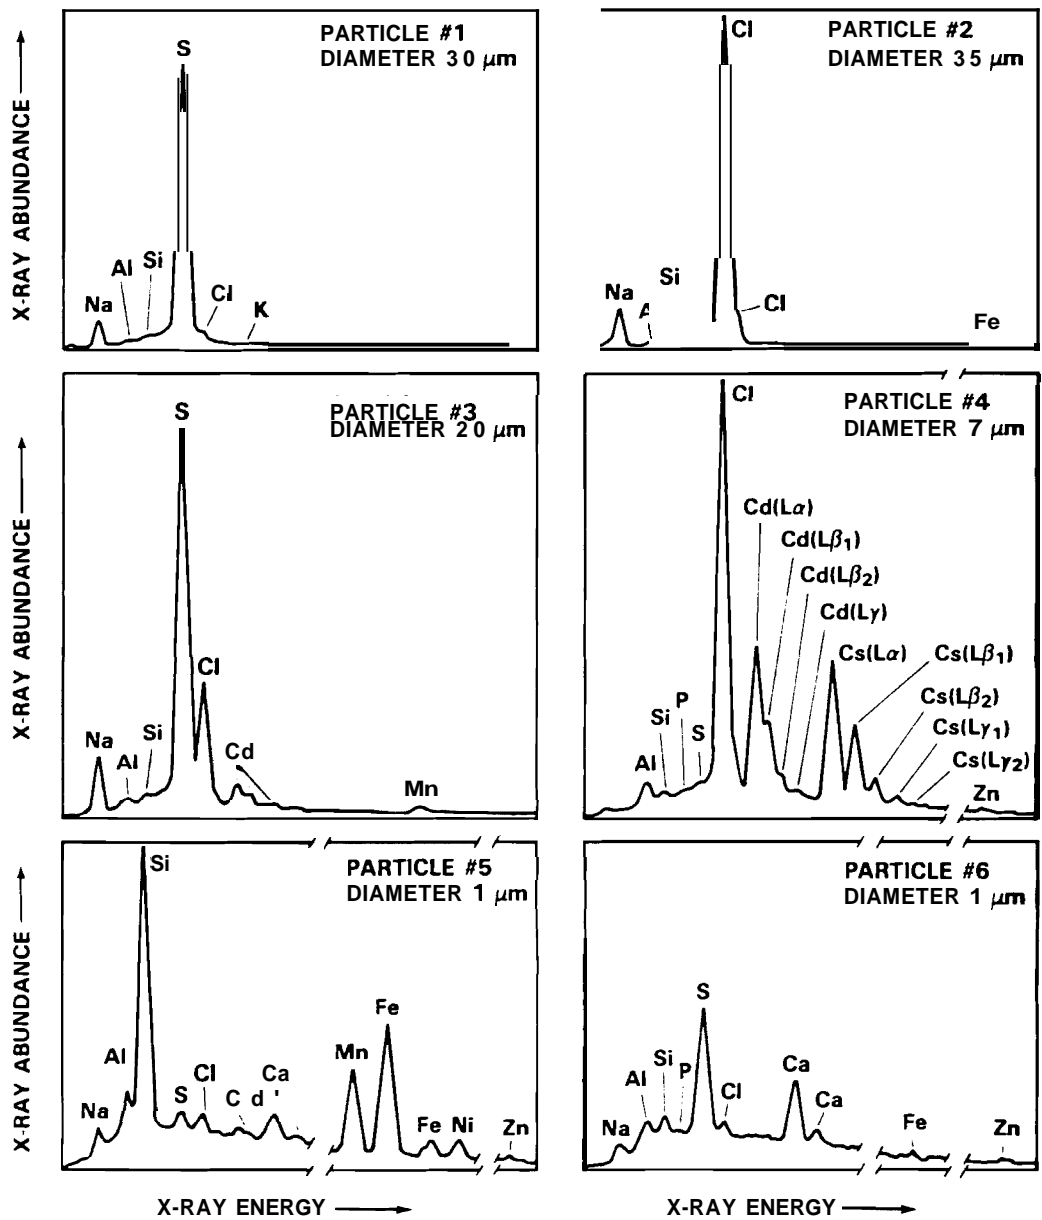 PARTICLE #1
DIAMETER 30 μm
S
Al
Si
Na
Cl
K
X-RAY ABUNDANCE
PARTICLE #2
DIAMETER 35 μm
Cl
Si
Na
A
Cl
Fe
PARTICLE #3
DIAMETER 20 μm
S
Cl
Na
Al
Si
Cd
Mn
X-RAY ABUNDANCE
PARTICLE #4
DIAMETER 7 μm
Cl
Cd(Lα)
Cd(Lβ1)
Cd(Lβ2)
Cd(Lγ)
Cs(Lα)
Cs(Lβ1)
Cs(Lβ2)
Cs(Lγ1)
Cs(Lγ2)
Al
Si
P
S
Zn
PARTICLE #5
DIAMETER 1 μm
Si
Al
Na
S
Cl
C d
Ca
Mn
Fe
Fe
Ni
Zn
X-RAY ABUNDANCE
X-RAY ENERGY
PARTICLE #6
DIAMETER 1 μm
S
Na
Al
Si
P
Cl
Ca
Ca
Fe
Zn
X-RAY ENERGY